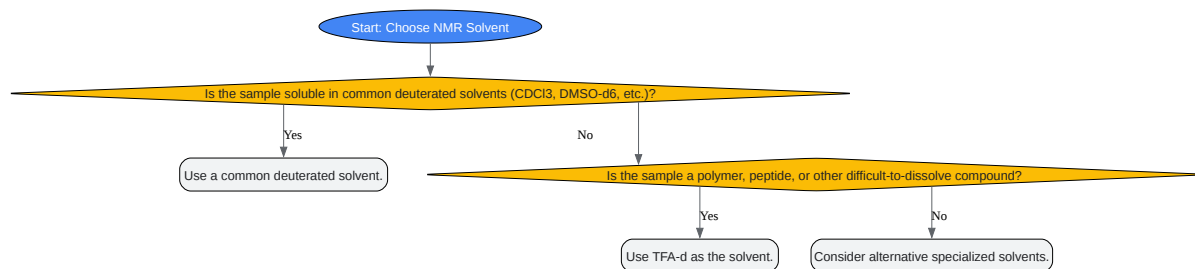 Start: Choose NMR Solvent
Is the sample soluble in common deuterated solvents (CDCl3, DMSO-d6, etc.)?
Yes
No
Use a common deuterated solvent.
Is the sample a polymer, peptide, or other difficult-to-dissolve compound?
Yes
No
Use TFA-d as the solvent.
Consider alternative specialized solvents.